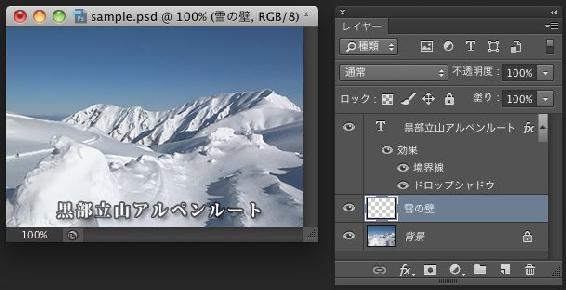 sample.psd @ 100% (雪の壁, RGB/8)
黒部立山アルペンルート
100%
レイヤー
種類
通常
不透明度: 100%
ロック:
塗り: 100%
T 黒部立山アルペンルート fx
効果
境界線
ドロップシャドウ
雪の壁
背景
fx.